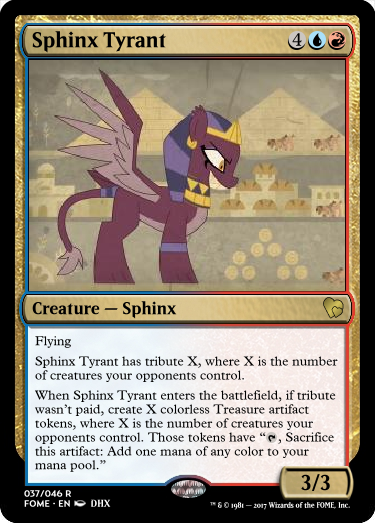 Sphinx Tyrant 4
Creature — Sphinx
Flying
Sphinx Tyrant has tribute X, where X is the number
of creatures your opponents control.
When Sphinx Tyrant enters the battlefield, if tribute
wasn't paid, create X colorless Treasure artifact
tokens, where X is the number of creatures your
opponents control. Those tokens have “, Sacrifice
this artifact: Add one mana of any color to your
mana pool.”
3/3
037/046 R
FOME • EN DHX
™ & © 1981 — 2017 Wizards of the FOME, Inc.